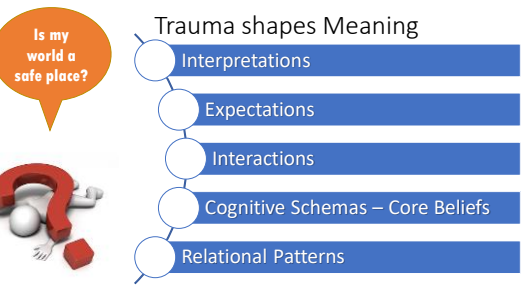 Is my
world a
safe place?
Trauma shapes Meaning
Interpretations
Expectations
Interactions
Cognitive Schemas – Core Beliefs
Relational Patterns